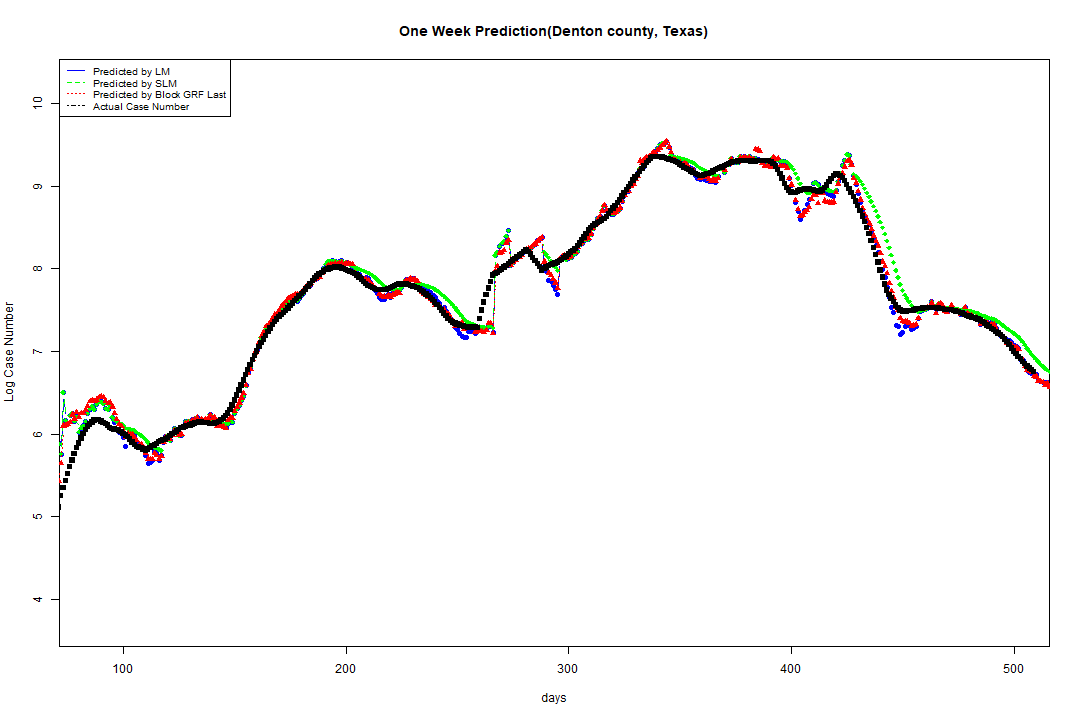 One Week Prediction(Denton county, Texas)
Predicted by LM
Predicted by SLM
Predicted by Block GRF Last
Actual Case Number
10
9
8
7
6
5
4
Log Case Number
100 200 300 400 500
days